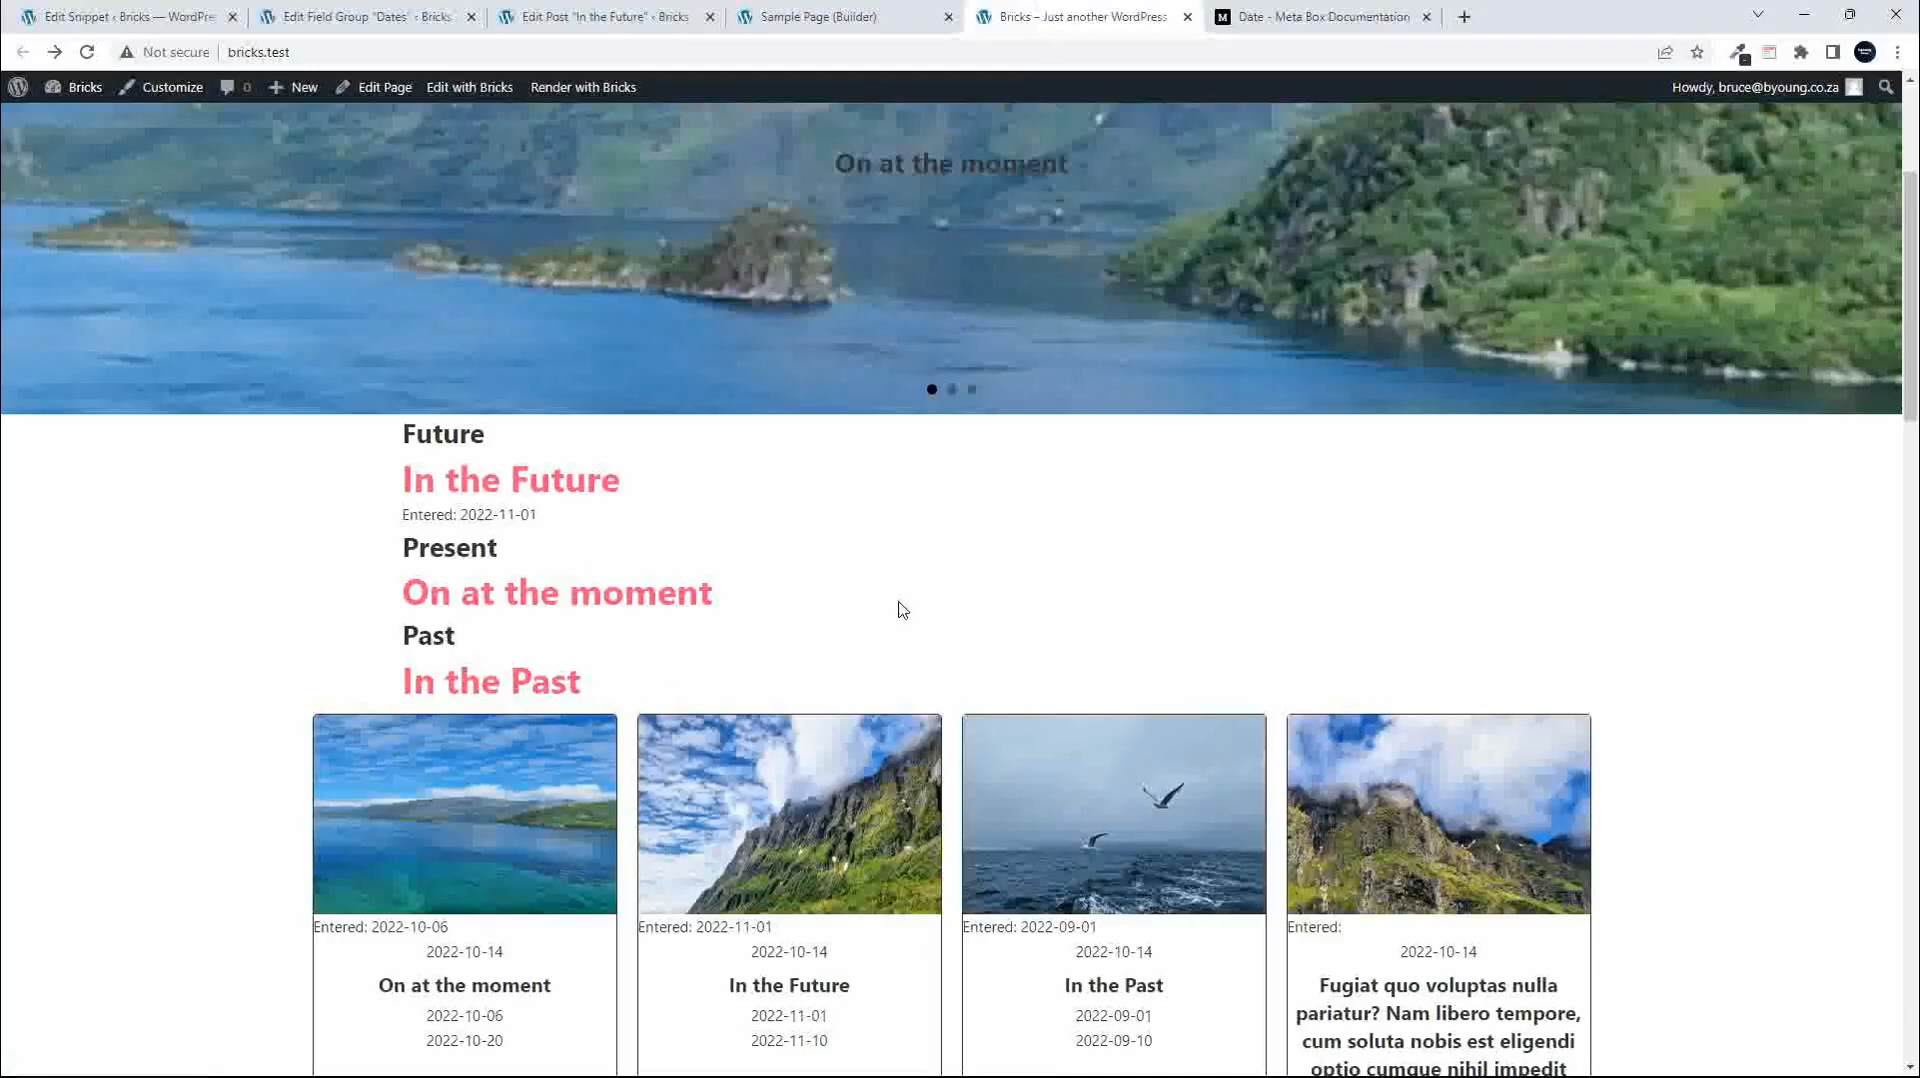 Edit Snippet ‹ Bricks — WordPre
Edit Field Group "Dates" ‹ Bricks
Edit Post "In the Future" ‹ Bricks
Sample Page (Builder)
Bricks – Just another WordPress
Date - Meta Box Documentation
Not secure
bricks.test
Bricks
Customize
0
New
Edit Page
Edit with Bricks
Render with Bricks
Howdy, bruce@byoung.co.za
On at the moment
Future
In the Future
Entered: 2022-11-01
Present
On at the moment
Past
In the Past
Entered: 2022-10-06
2022-10-14
On at the moment
2022-10-06
2022-10-20
Entered: 2022-11-01
2022-10-14
In the Future
2022-11-01
2022-11-10
Entered: 2022-09-01
2022-10-14
In the Past
2022-09-01
2022-09-10
Entered:
2022-10-14
Fugiat quo voluptas nulla
pariatur? Nam libero tempore,
cum soluta nobis est eligendi
optio cumque nihil impedit